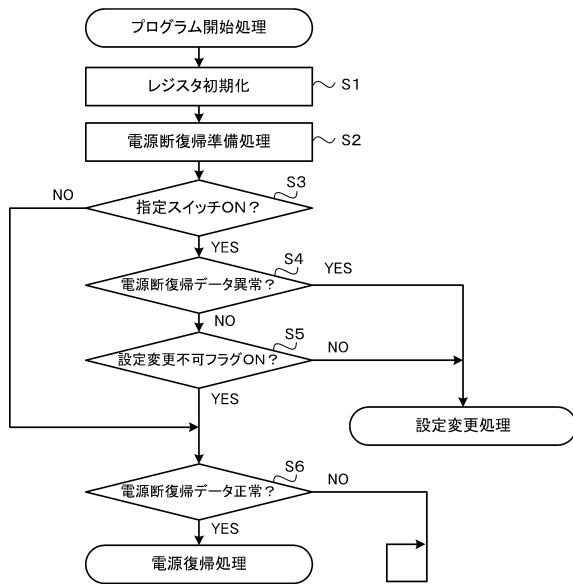 プログラム開始処理
レジスタ初期化
S1
電源断復帰準備処理
S2
S3
NO
指定スイッチON?
YES
S4
YES
電源断復帰データ異常?
NO
S5
NO
設定変更不可フラグON?
YES
設定変更処理
S6
NO
電源断復帰データ正常?
YES
電源復帰処理